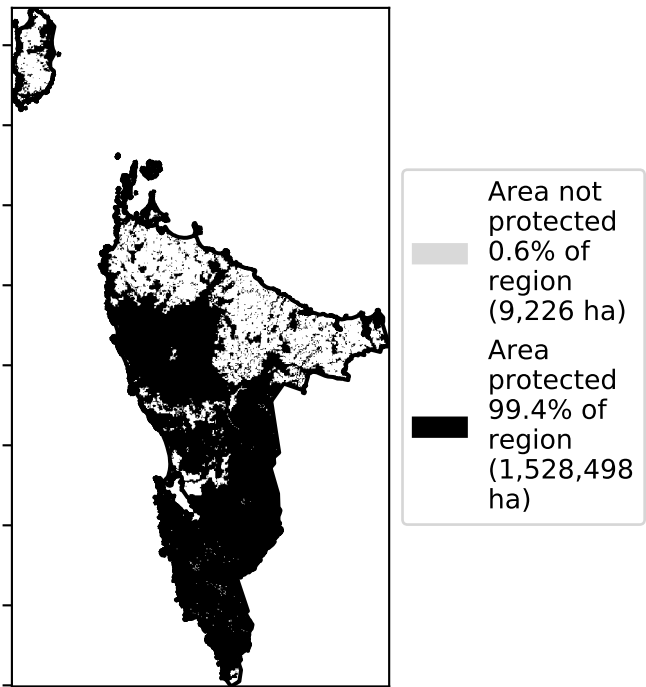 Area not
protected
0.6% of
region
(9,226 ha)
Area
protected
99.4% of
region
(1,528,498
ha)